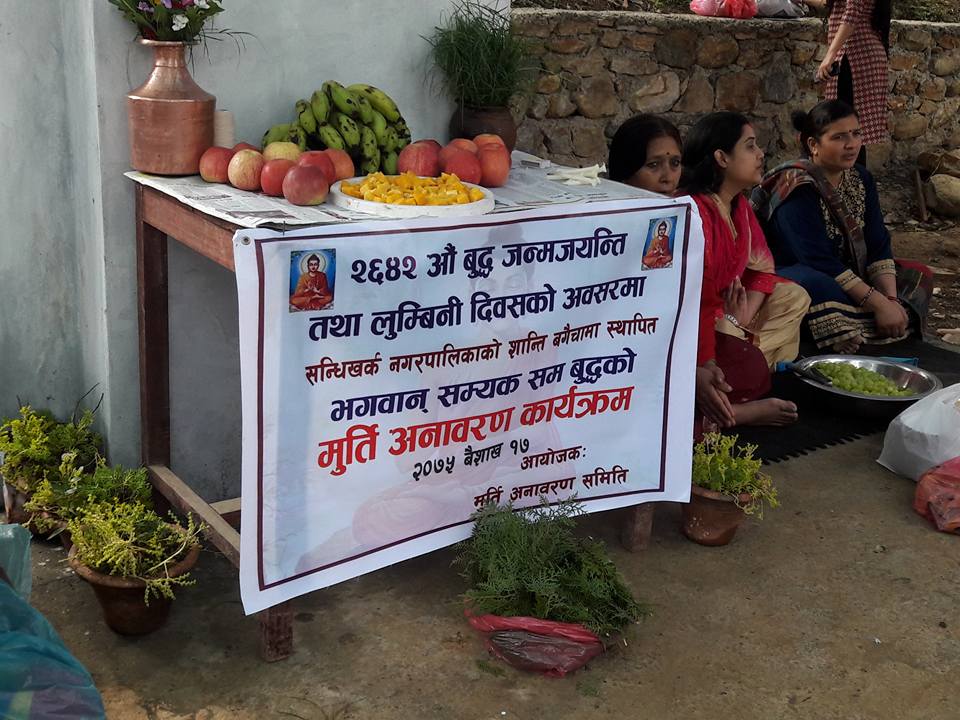 २६४२ औं बुद्ध जन्मजयन्ति
तथा लुम्बिनी दिवसको अवसरमा
सन्धिखर्क नगरपालिकाको शान्ति बगैचामा स्थापित
भगवान् सम्यक सम बुद्धको
मुर्ति अनावरण कार्यक्रम
२०७५ बैशाख १७
आयोजक:
मुर्ति अनावरण समिति